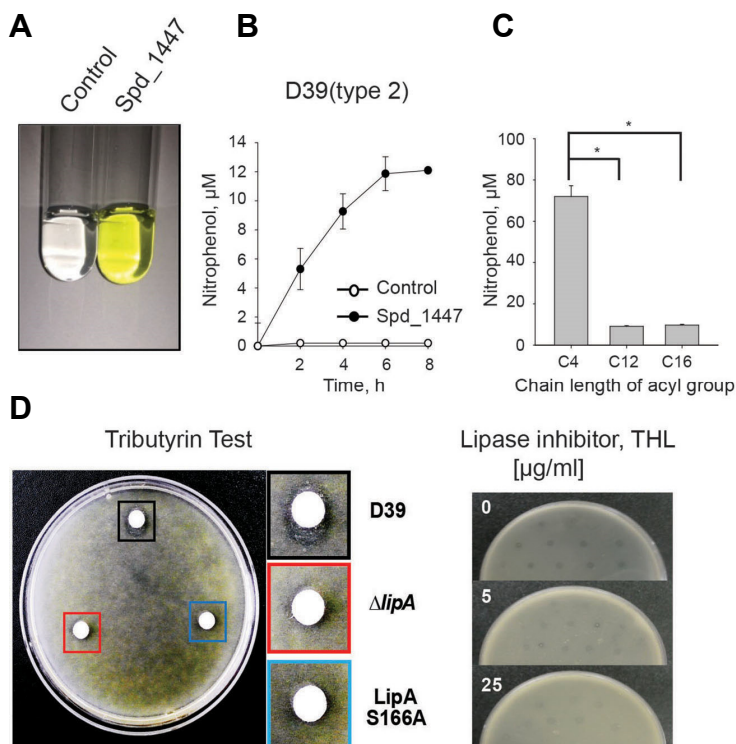 A
Control
Spd_1447
B
D39(type 2)
Nitrophenol, µM
14
12
10
8
6
4
2
0
Control
Spd_1447
2 4 6 8
Time, h
C
Nitrophenol, µM
100
80
60
40
20
0
*
*
C4 C12 C16
Chain length of acyl group
D
Tributyrin Test
D39
ΔlipA
LipA
S166A
Lipase inhibitor, THL
[µg/ml]
0
5
25